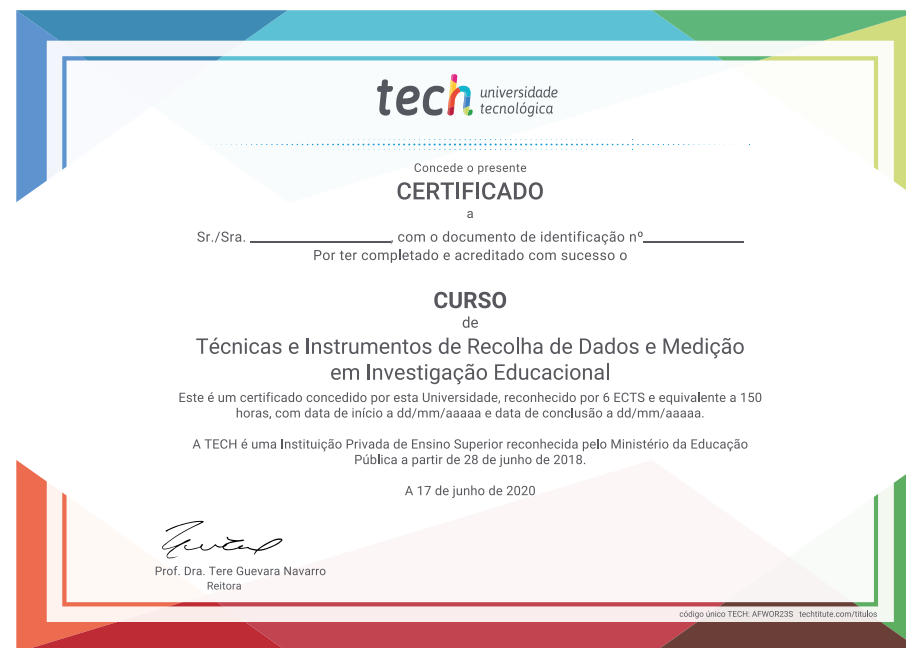 tech universidade
tecnológica
Concede o presente
CERTIFICADO
a
Sr./Sra. ____________________, com o documento de identificação nº______________
Por ter completado e acreditado com sucesso o
CURSO
de
Técnicas e Instrumentos de Recolha de Dados e Medição
em Investigação Educacional
Este é um certificado concedido por esta Universidade, reconhecido por 6 ECTS e equivalente a 150
horas, com data de início a dd/mm/aaaaa e data de conclusão a dd/mm/aaaaa.
A TECH é uma Instituição Privada de Ensino Superior reconhecida pelo Ministério da Educação
Pública a partir de 28 de junho de 2018.
A 17 de junho de 2020
Prof. Dra. Tere Guevara Navarro
Reitora
código único TECH: AFWOR23S techtitute.com/titulos